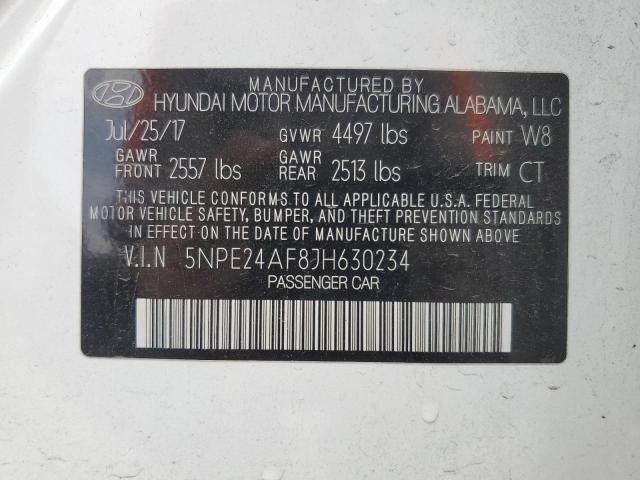 MANUFACTURED BY
HYUNDAI MOTOR MANUFACTURING ALABAMA, LLC
Jul/25/17 GVWR 4497 lbs PAINT W8
GAWR FRONT 2557 lbs GAWR REAR 2513 lbs TRIM CT
THIS VEHICLE CONFORMS TO ALL APPLICABLE U.S.A. FEDERAL
MOTOR VEHICLE SAFETY, BUMPER, AND THEFT PREVENTION STANDARDS
IN EFFECT ON THE DATE OF MANUFACTURE SHOWN ABOVE.
V.I.N 5NPE24AF8JH630234
PASSENGER CAR